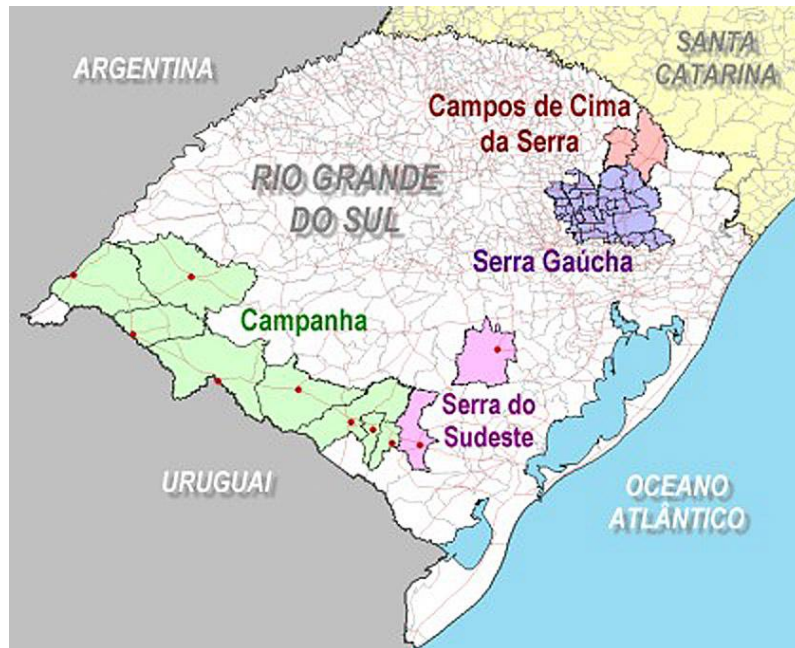 ARGENTINA
SANTA
CATARINA
Campos de Cima
da Serra
RIO GRANDE
DO SUL
Serra Gaúcha
Campanha
Serra do
Sudeste
URUGUAI
OCEANO
ATLÂNTICO